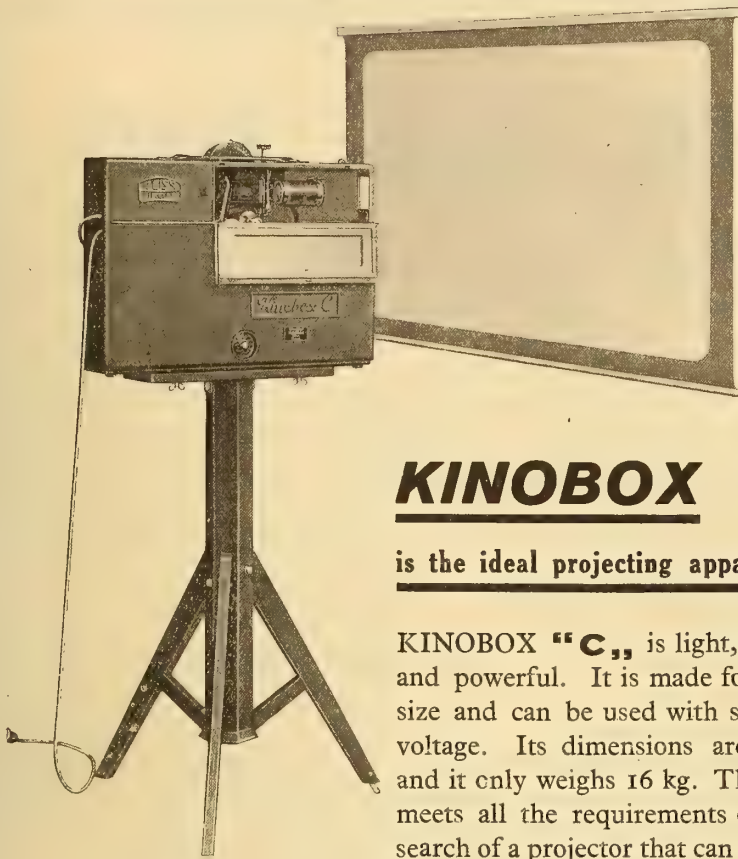 Kinobox C
KINOBOX
is the ideal projecting appa
KINOBOX “C„ is light,
and powerful. It is made fo
size and can be used with s
voltage. Its dimensions ar
and it only weighs 16 kg. Th
meets all the requirements
search of a projector that can